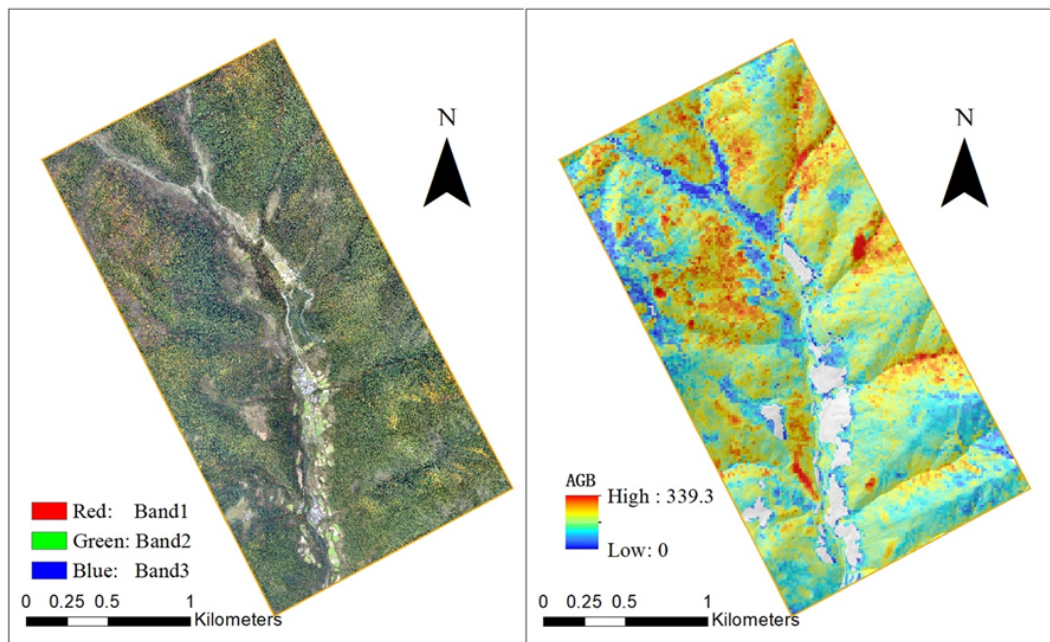 N
Red: Band1
Green: Band2
Blue: Band3
0 0.25 0.5 1
Kilometers
N
AGB
High : 339.3
Low: 0
0 0.25 0.5 1
Kilometers